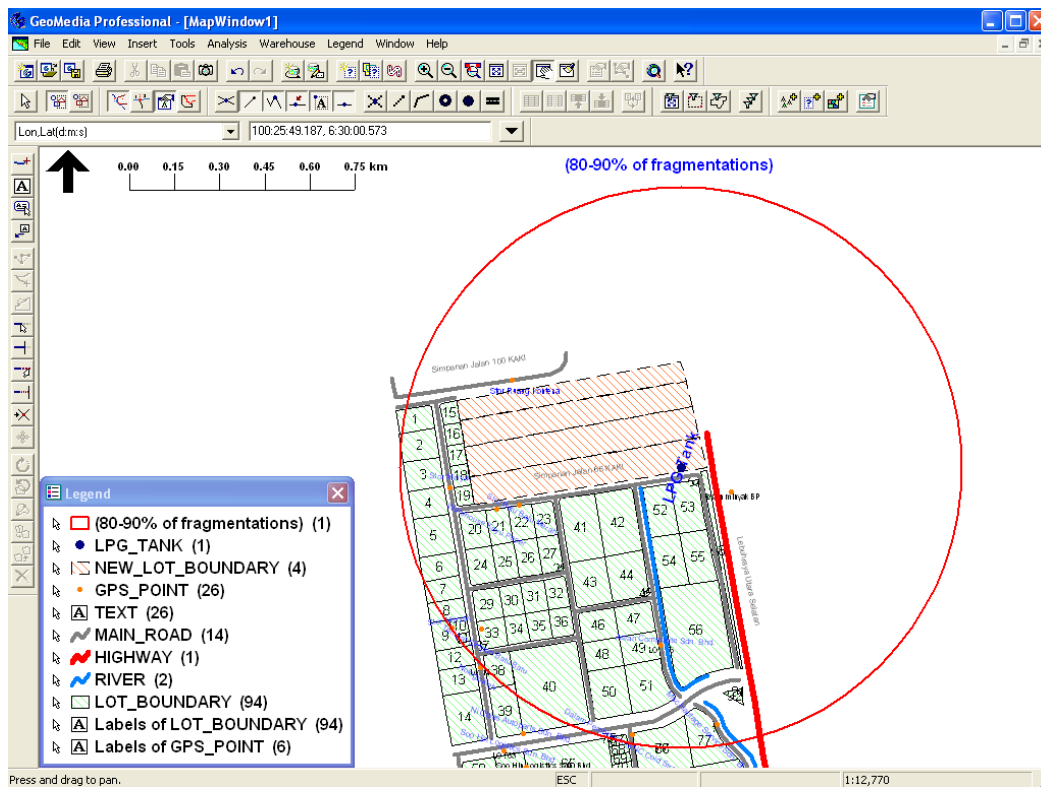 GeoMedia Professional - [MapWindow1]
File Edit View Insert Tools Analysis Warehouse Legend Window Help
Lon,Lat(d:m:s) 100:25:49.187, 6:30:00.573
0.00 0.15 0.30 0.45 0.60 0.75 km
(80-90% of fragmentations)
Simpanan Jalan 100 KAKI
LPG Tank
Simpanan Jalan 66 KAKI
Lebuhraya Utara Selatan
1
15
2
16
17
3
18
4
19
20 21 22 23
41 42
52 53
5
6
24 25 26 27
43 44
54 55
7
8
29 30 31 32
9
10
33 34 35 36
46 47
56
12
13
38
40
48 49
14
39
50 51
77
Legend
(80-90% of fragmentations) (1)
LPG_TANK (1)
NEW_LOT_BOUNDARY (4)
GPS_POINT (26)
TEXT (26)
MAIN_ROAD (14)
HIGHWAY (1)
RIVER (2)
LOT_BOUNDARY (94)
Labels of LOT_BOUNDARY (94)
Labels of GPS_POINT (6)
Press and drag to pan.
ESC
1:12,770